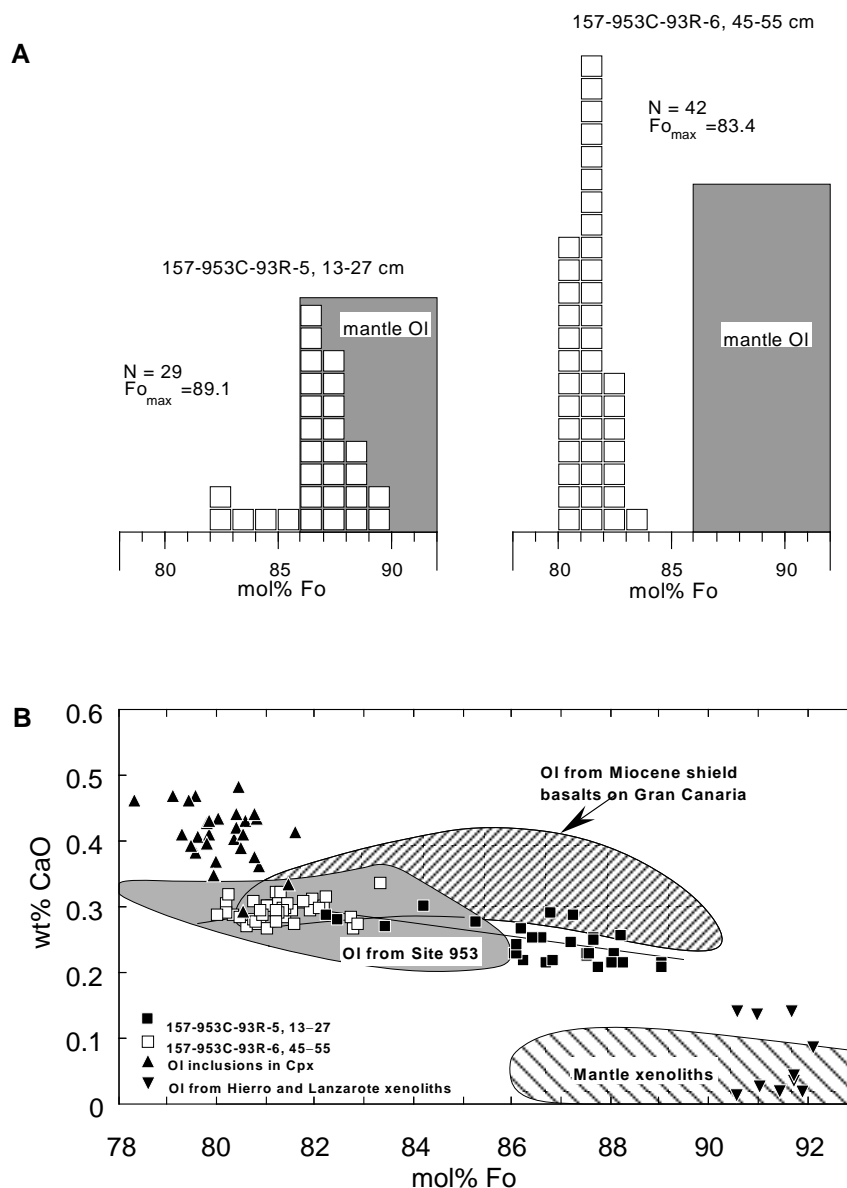 A
157-953C-93R-6, 45-55 cm
N = 42
Fomax =83.4
157-953C-93R-5, 13-27 cm
mantle Ol
N = 29
Fomax =89.1
mantle Ol
80 85 90
mol% Fo
80 85 90
mol% Fo
B
0.6
0.5
0.4
0.3
0.2
0.1
0
wt% CaO
Ol from Miocene shield
basalts on Gran Canaria
Ol from Site 953
157-953C-93R-5, 13–27
157-953C-93R-6, 45–55
Ol inclusions in Cpx
Ol from Hierro and Lanzarote xenoliths
Mantle xenoliths
78 80 82 84 86 88 90 92
mol% Fo